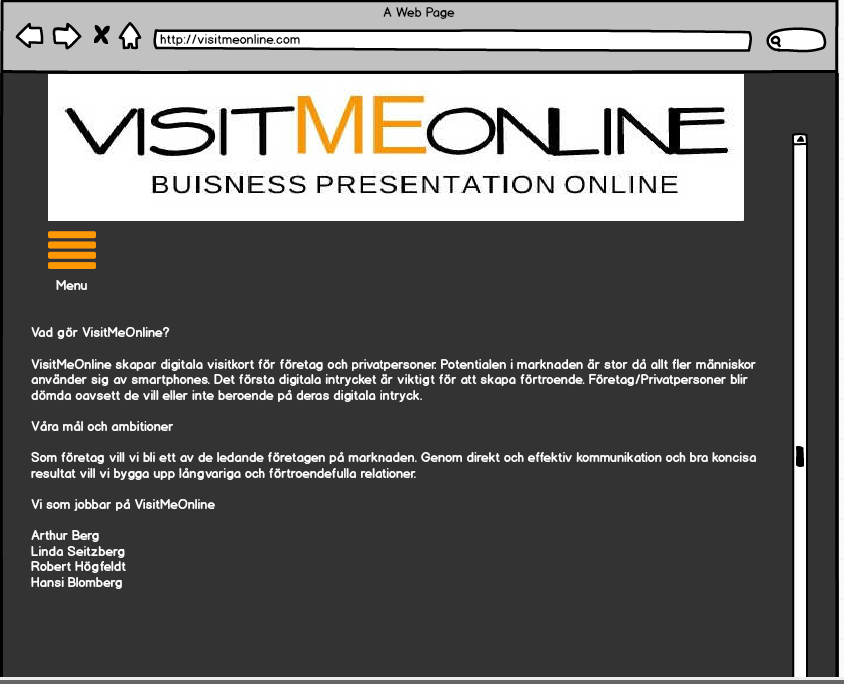 A Web Page
http://visitmeonline.com
VISITMEONLINE
BUISNESS PRESENTATION ONLINE
Menu
Vad gör VisitMeOnline?
VisitMeOnline skapar digitala visitkort för företag och privatpersoner. Potentialen i marknaden är stor då allt fler människor
använder sig av smartphones. Det första digitala intrycket är viktigt för att skapa förtroende. Företag/Privatpersoner blir
dömda oavsett de vill eller inte beroende på deras digitala intryck.
Våra mål och ambitioner
Som företag vill vi bli ett av de ledande företagen på marknaden. Genom direkt och effektiv kommunikation och bra koncisa
resultat vill vi bygga upp långvariga och förtroendefulla relationer.
Vi som jobbar på VisitMeOnline
Arthur Berg
Linda Seitzberg
Robert Högfeldt
Hansi Blomberg